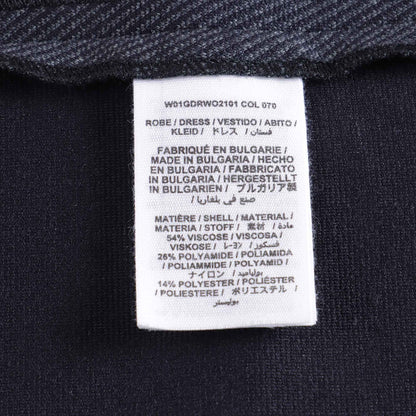 W01GDRWO2101 COL 070
ROBE / DRESS / VESTIDO / ABITO /
KLEID / ドレス / فستان /
FABRIQUÉ EN BULGARIE /
MADE IN BULGARIA / HECHO
EN BULGARIA / FABBRICATO
IN BULGARIA / HERGESTELLT
IN BULGARIEN / ブルガリア製
/ صنع في بلغاريا
MATIÈRE / SHELL / MATERIAL /
MATERIA / STOFF / 素材 / مادة /
54% VISCOSE / VISCOSA /
VISKOSE / レーヨン / فسكوز /
26% POLYAMIDE / POLIAMIDA
/ POLIAMMIDE / POLYAMID /
ナイロン / بوليامید /
14% POLYESTER / POLIÉSTER
/ POLIESTERE / ポリエステル /
بوليستر